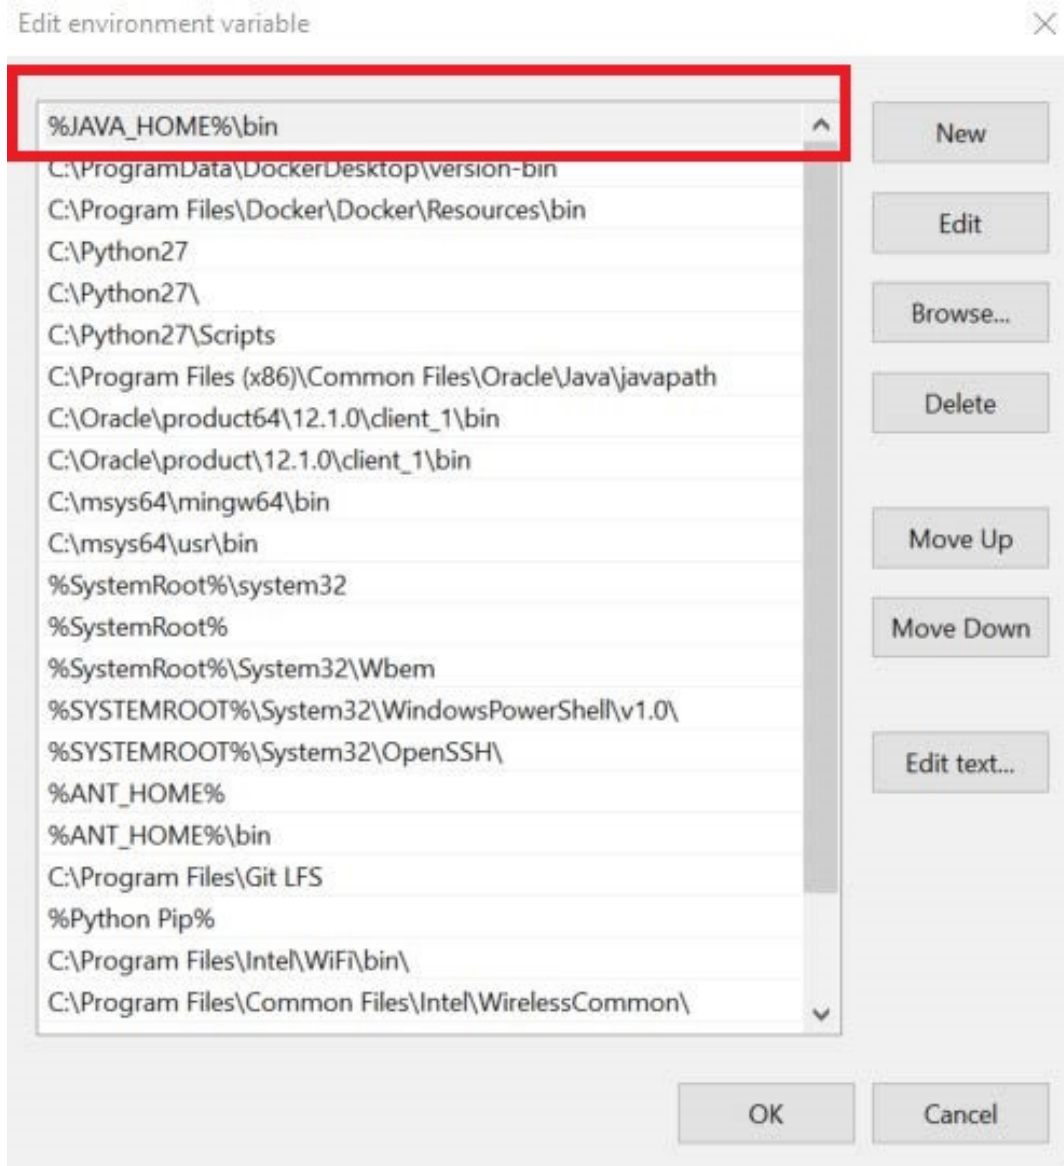 Edit environment variable
%JAVA_HOME%\bin
C:\ProgramData\DockerDesktop\version-bin
C:\Program Files\Docker\Docker\Resources\bin
C:\Python27
C:\Python27\
C:\Python27\Scripts
C:\Program Files (x86)\Common Files\Oracle\Java\javapath
C:\Oracle\product64\12.1.0\client_1\bin
C:\Oracle\product\12.1.0\client_1\bin
C:\msys64\mingw64\bin
C:\msys64\usr\bin
%SystemRoot%\system32
%SystemRoot%
%SystemRoot%\System32\Wbem
%SYSTEMROOT%\System32\WindowsPowerShell\v1.0\
%SYSTEMROOT%\System32\OpenSSH\
%ANT_HOME%
%ANT_HOME%\bin
C:\Program Files\Git LFS
%Python Pip%
C:\Program Files\Intel\WiFi\bin\
C:\Program Files\Common Files\Intel\WirelessCommon\
New
Edit
Browse...
Delete
Move Up
Move Down
Edit text...
OK
Cancel